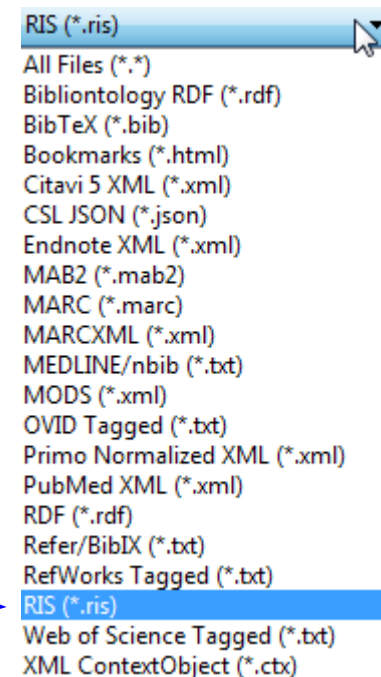 RIS (*.ris)
All Files (*.*)
Bibliontology RDF (*.rdf)
BibTeX (*.bib)
Bookmarks (*.html)
Citavi 5 XML (*.xml)
CSL JSON (*.json)
Endnote XML (*.xml)
MAB2 (*.mab2)
MARC (*.marc)
MARCXML (*.xml)
MEDLINE/nbib (*.txt)
MODS (*.xml)
OVID Tagged (*.txt)
Primo Normalized XML (*.xml)
PubMed XML (*.xml)
RDF (*.rdf)
Refer/BibIX (*.txt)
RefWorks Tagged (*.txt)
RIS (*.ris)
Web of Science Tagged (*.txt)
XML ContextObject (*.ctx)